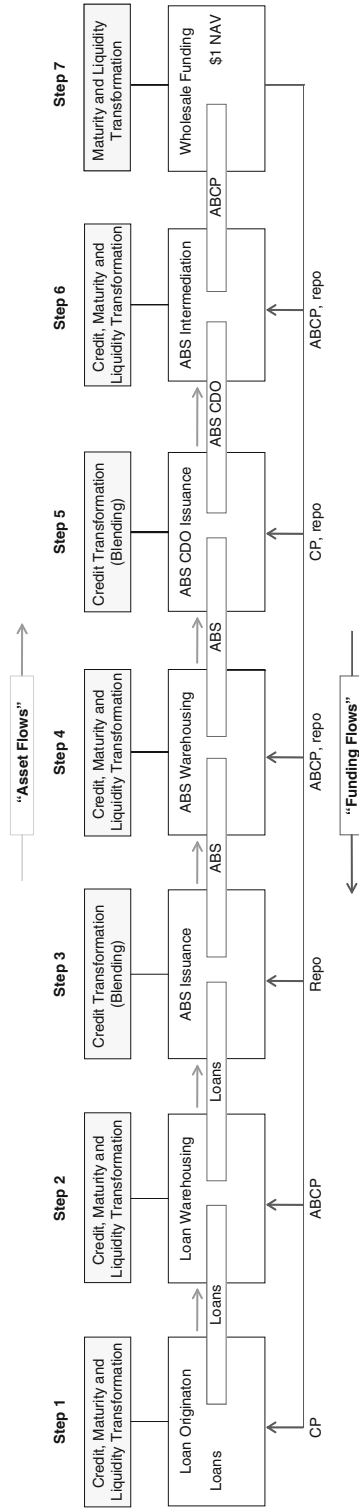 “Asset Flows”
Step 1
Step 2
Step 3
Step 4
Step 5
Step 6
Step 7
Credit, Maturity and
Liquidity Transformation
Credit, Maturity and
Liquidity Transformation
Credit Transformation
(Blending)
Credit, Maturity and
Liquidity Transformation
Credit Transformation
(Blending)
Credit, Maturity and
Liquidity Transformation
Maturity and Liquidity
Transformation
Loan Originaton
Loan Warehousing
ABS Issuance
ABS Warehousing
ABS CDO Issuance
ABS Intermediation
Wholesale Funding
Loans
Loans
Loans
ABS
ABS
ABS CDO
ABCP
$1 NAV
CP
ABCP
Repo
ABCP, repo
CP, repo
ABCP, repo
“Funding Flows”